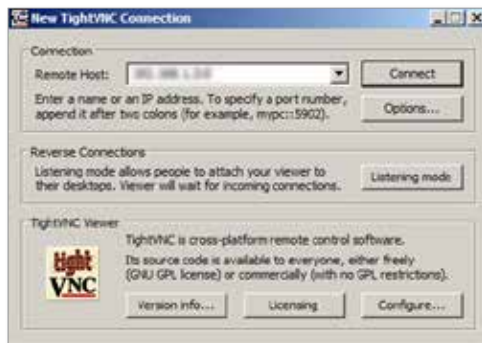 New TightVNC Connection
Connection
Remote Host:
Connect
Enter a name or an IP address. To specify a port number,
append it after two colons (for example, mypc::5902).
Options...
Reverse Connections
Listening mode allows people to attach your viewer to
their desktops. Viewer will wait for incoming connections.
Listening mode
TightVNC Viewer
tight
VNC
TightVNC is cross-platform remote control software.
Its source code is available to everyone, either freely
(GNU GPL license) or commercially (with no GPL restrictions).
Version info...
Licensing
Configure...